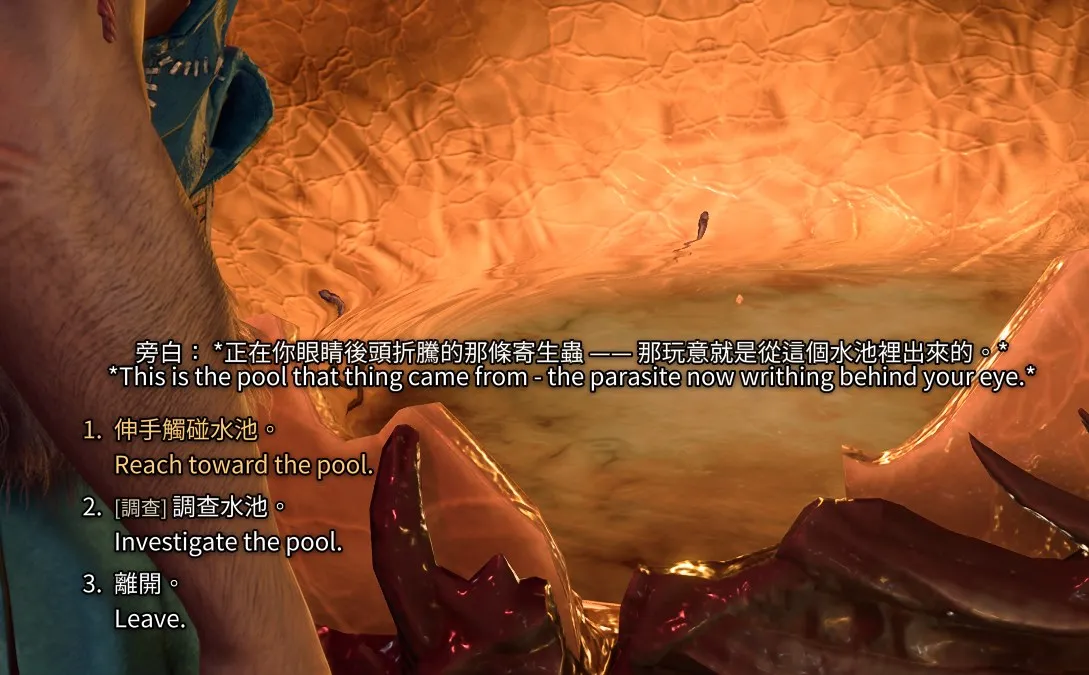 旁白： *正在你眼睛後頭折騰的那條寄生蟲 —— 那玩意就是從這個水池裡出來的。*
*This is the pool that thing came from - the parasite now writhing behind your eye.*
1. 伸手觸碰水池。
Reach toward the pool.
2. [調查] 調查水池。
Investigate the pool.
3. 離開。
Leave.